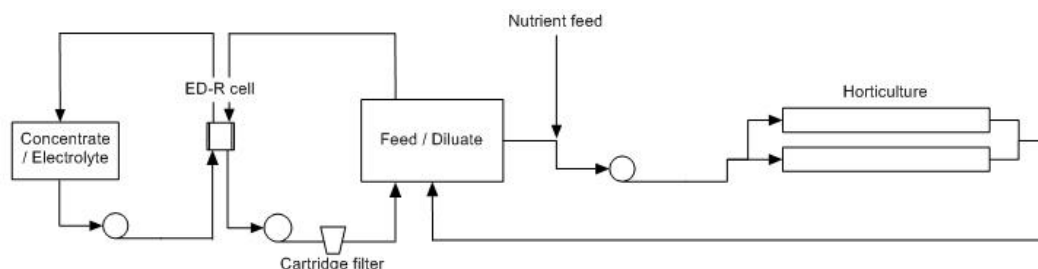 Nutrient feed
ED-R cell
Horticulture
Concentrate
/ Electrolyte
Feed / Diluate
Cartridge filter